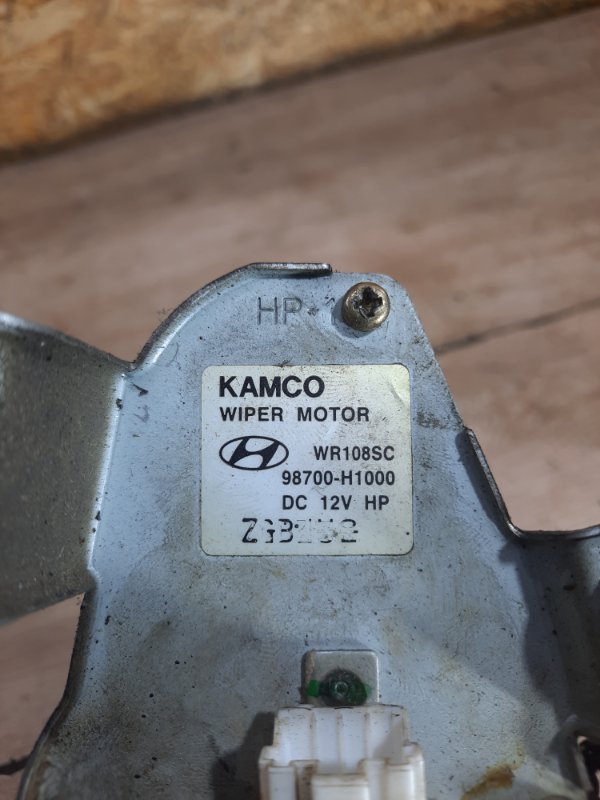 HP
KAMCO
WIPER MOTOR
WR108SC
98700-H1000
DC 12V HP